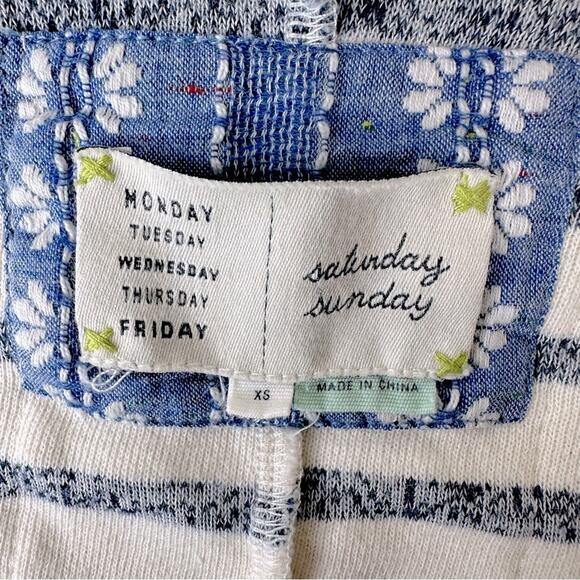 MONDAY
TUESDAY
WEDNESDAY
THURSDAY
FRIDAY
saturday
sunday
XS
MADE IN CHINA